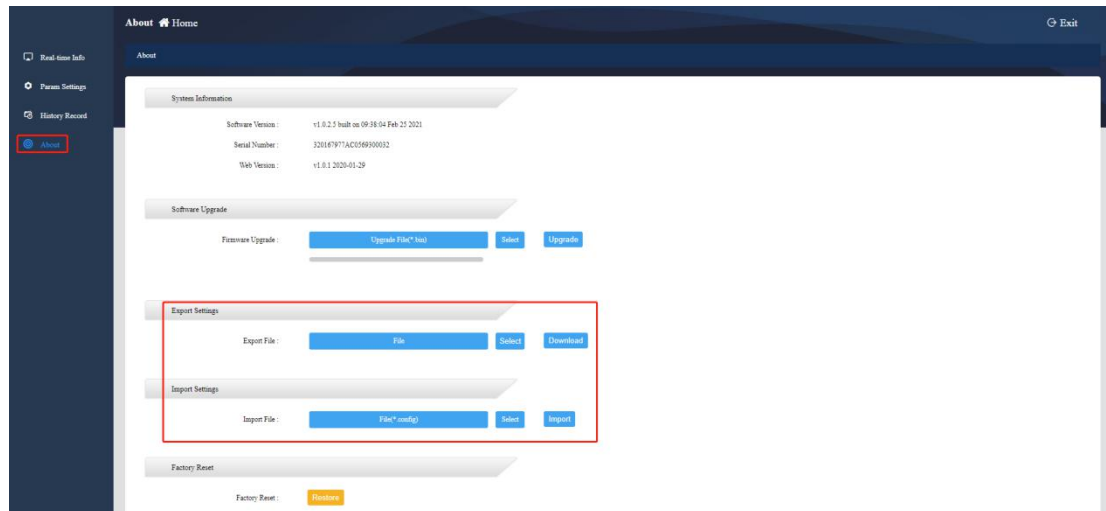 About Home
Exit
Real-time Info
Param Settings
History Record
About
About
System Information
Software Version : v1.0.2.5 built on 09:38:04 Feb 25 2021
Serial Number : 320167977AC0569300032
Web Version : v1.0.1 2020-01-29
Software Upgrade
Firmware Upgrade : Upgrade File(*.bin) Select Upgrade
Export Settings
Export File : File Select Download
Import Settings
Import File : File(*.config) Select Import
Factory Reset
Factory Reset : Restore